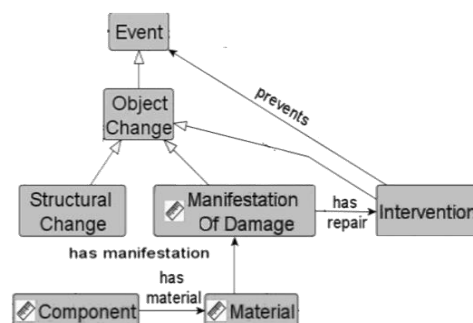 Event
Object
Change
prevents
Structural
Change
Manifestation
Of Damage
has
repair
Intervention
has manifestation
has
material
Component
Material